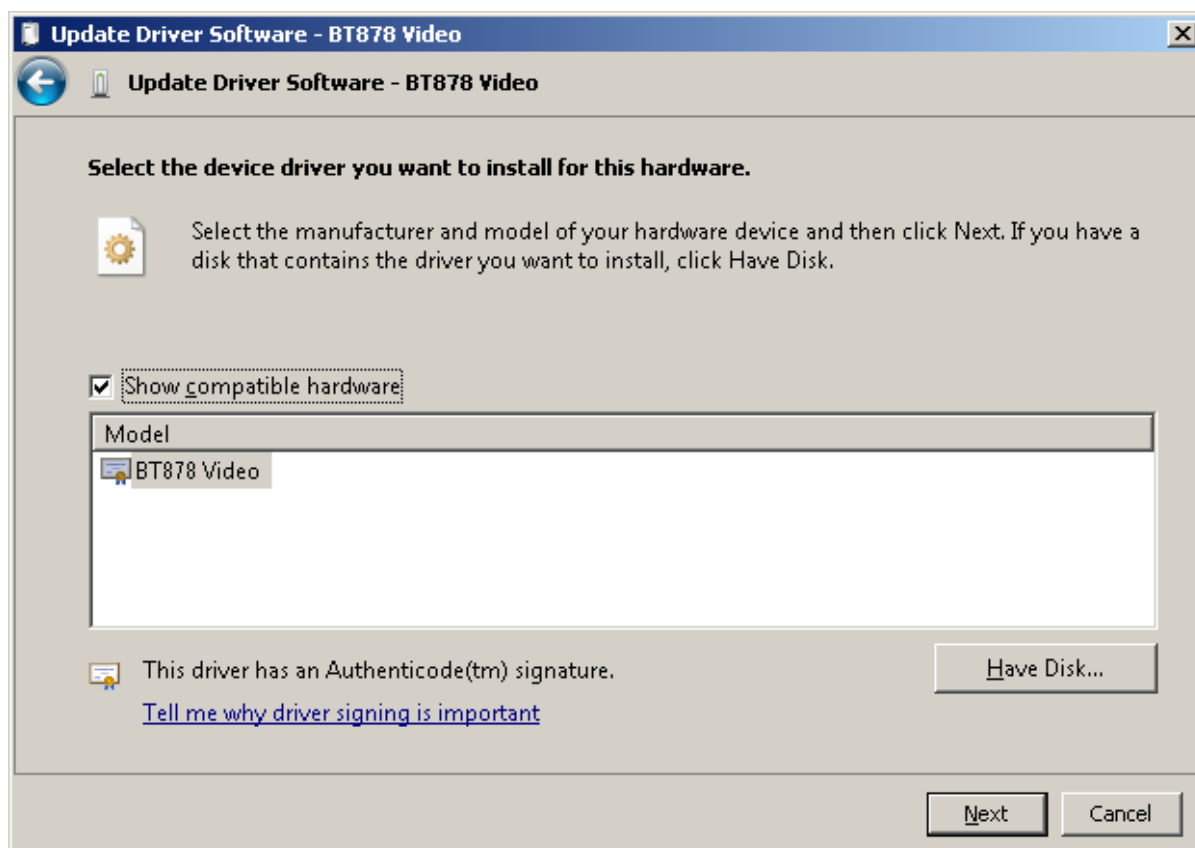 Update Driver Software - BT878 Video
Update Driver Software - BT878 Video
Select the device driver you want to install for this hardware.
Select the manufacturer and model of your hardware device and then click Next. If you have a
disk that contains the driver you want to install, click Have Disk.
Show compatible hardware
Model
BT878 Video
This driver has an Authenticode(tm) signature.
Have Disk...
Tell me why driver signing is important
Next
Cancel